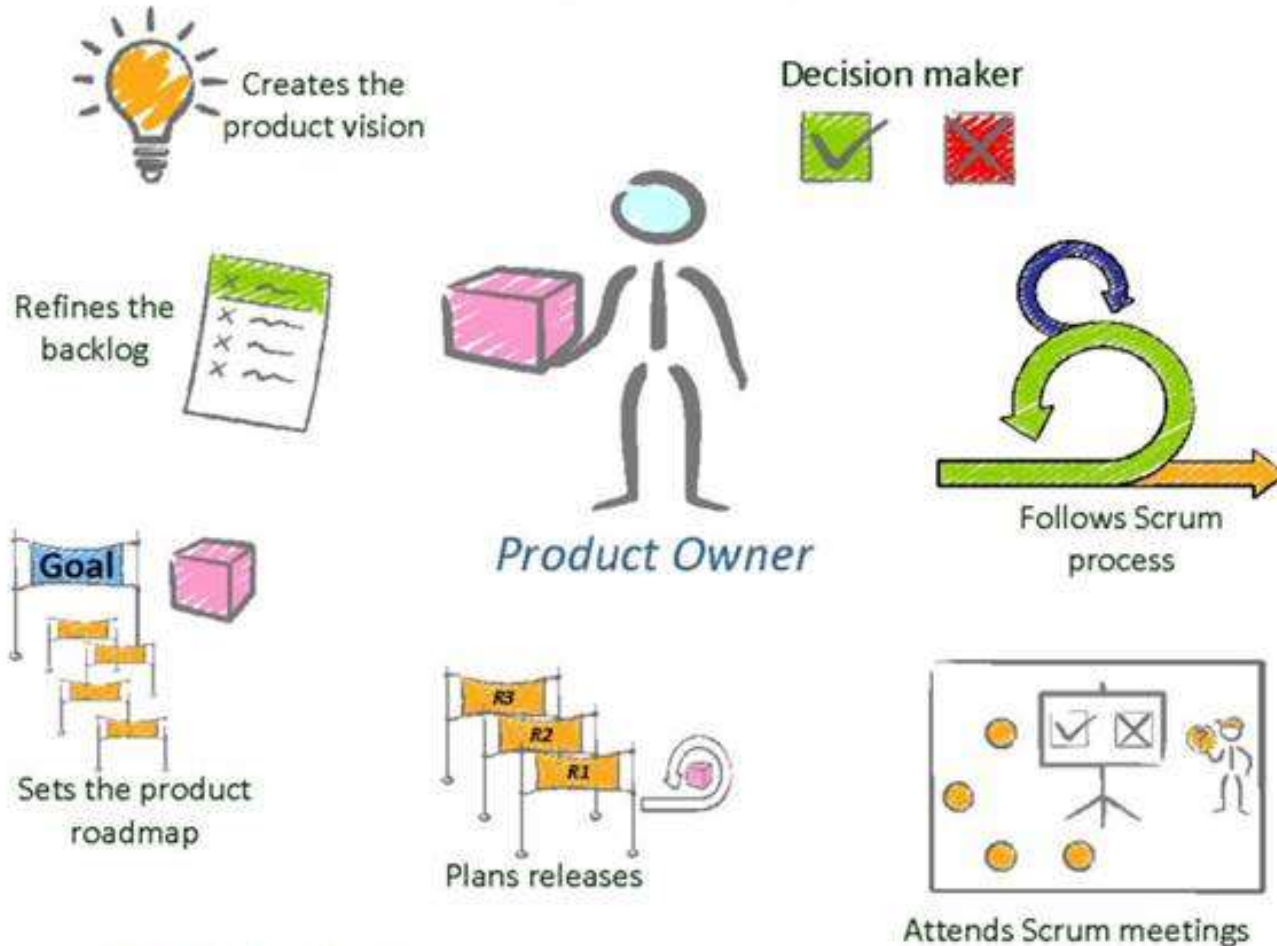 Creates the
product vision
Decision maker
Refines the
backlog
Product Owner
Follows Scrum
process
Goal
Sets the product
roadmap
R3
R2
R1
Plans releases
Attends Scrum meetings